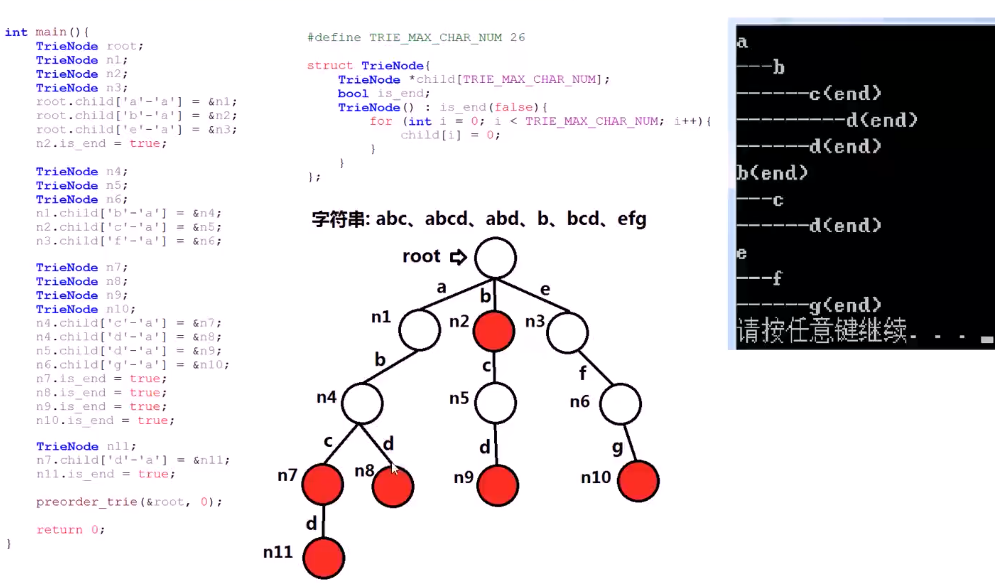 int main(){
TrieNode root;
TrieNode n1;
TrieNode n2;
TrieNode n3;
root.child['a'-'a'] = &n1;
root.child['b'-'a'] = &n2;
root.child['e'-'a'] = &n3;
n2.is_end = true;
TrieNode n4;
TrieNode n5;
TrieNode n6;
n1.child['b'-'a'] = &n4;
n2.child['c'-'a'] = &n5;
n3.child['f'-'a'] = &n6;
TrieNode n7;
TrieNode n8;
TrieNode n9;
TrieNode n10;
n4.child['c'-'a'] = &n7;
n4.child['d'-'a'] = &n8;
n5.child['d'-'a'] = &n9;
n6.child['g'-'a'] = &n10;
n7.is_end = true;
n8.is_end = true;
n9.is_end = true;
n10.is_end = true;
TrieNode n11;
n7.child['d'-'a'] = &n11;
n11.is_end = true;
preorder_trie(&root, 0);
return 0;
}
#define TRIE_MAX_CHAR_NUM 26
struct TrieNode{
TrieNode *child[TRIE_MAX_CHAR_NUM];
bool is_end;
TrieNode() : is_end(false){
for (int i = 0; i < TRIE_MAX_CHAR_NUM; i++){
child[i] = 0;
}
}
};
字符串: abc、abcd、abd、b、bcd、efg
root
a
b
e
n1
n2
n3
b
c
f
n4
n5
n6
c
d
d
g
n7
n8
n9
n10
d
n11
a
---b
------c(end)
---------d(end)
------d(end)
b(end)
---c
------d(end)
e
---f
------g(end)
请按任意键继续. . .